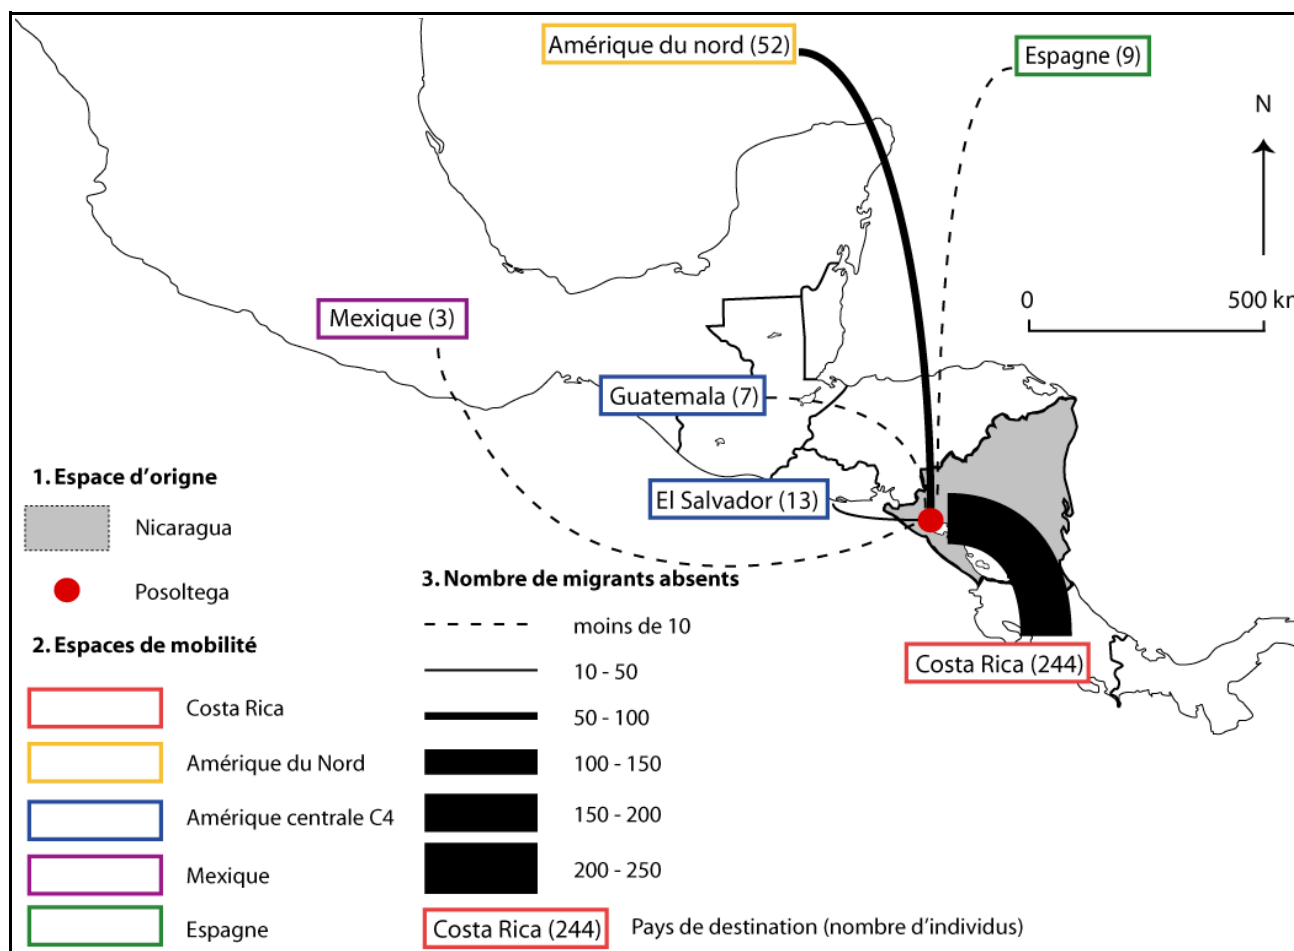 Amérique du nord (52)
Espagne (9)
N
0 500 km
Mexique (3)
Guatemala (7)
El Salvador (13)
Costa Rica (244)
1. Espace d'origne
Nicaragua
Posoltega
2. Espaces de mobilité
Costa Rica
Amérique du Nord
Amérique centrale C4
Mexique
Espagne
3. Nombre de migrants absents
moins de 10
10 - 50
50 - 100
100 - 150
150 - 200
200 - 250
Costa Rica (244) Pays de destination (nombre d'individus)